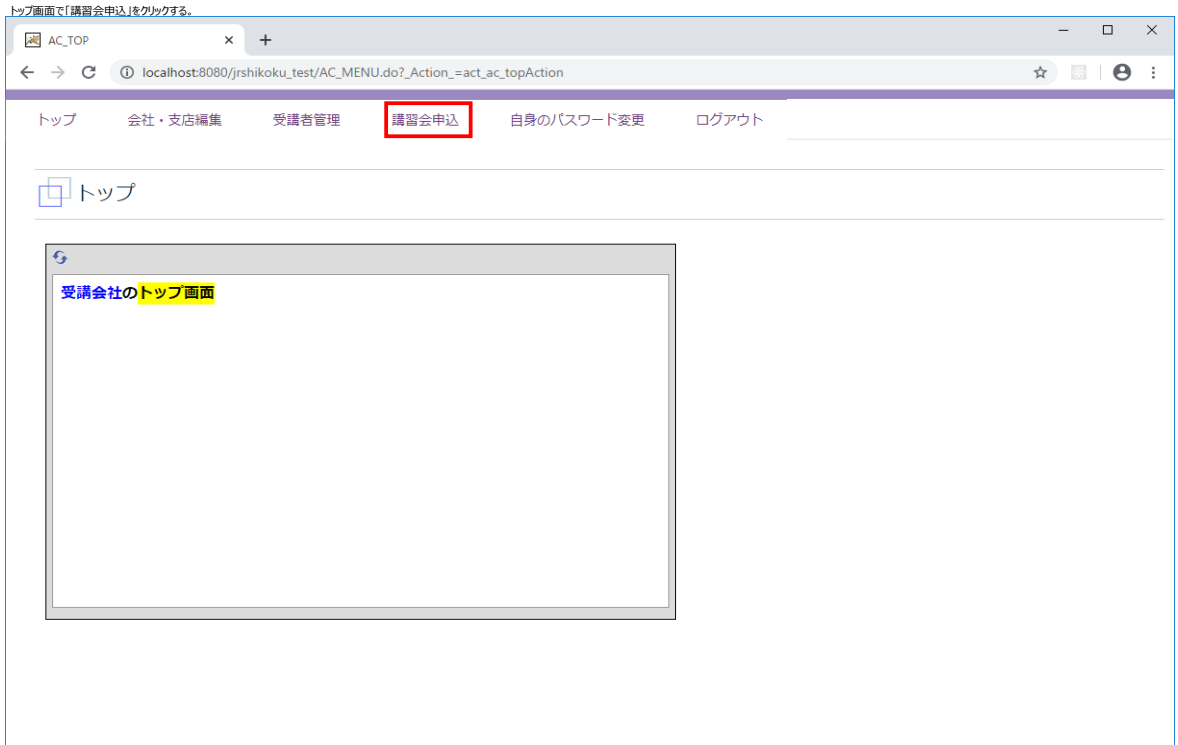 トップ画面で「講習会申込」をクリックする。
AC_TOP
localhost:8080/jrshikoku_test/AC_MENU.do?_Action_=act_ac_topAction
トップ 会社・支店編集 受講者管理 講習会申込 自身のパスワード変更 ログアウト
トップ
受講会社のトップ画面